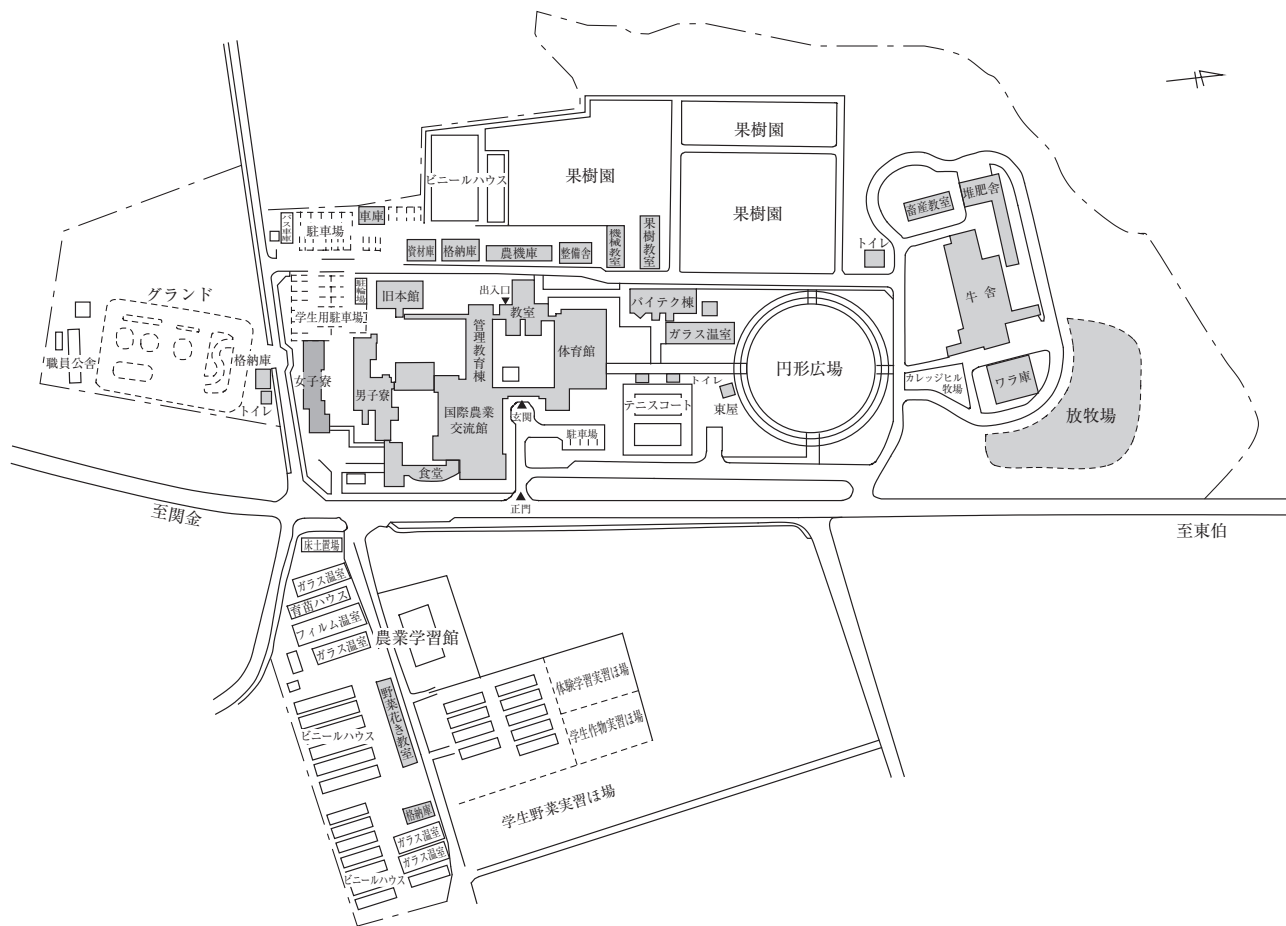 果樹園
果樹園
果樹園
ビニールハウス
堆肥舎
畜産教室
車庫
バス車庫
駐車場
機械教室
果樹教室
トイレ
資材庫
格納庫
農機庫
整備舎
グランド
駐輪場
旧本館
出入口
教室
バイテク棟
牛舎
学生用駐車場
管理教育棟
ガラス温室
体育館
職員公舎
格納庫
トイレ
女子寮
男子寮
円形広場
カレッジヒル
牧場
ワラ庫
放牧場
トイレ
東屋
テニスコート
国際農業
交流館
玄関
駐車場
食堂
正門
至関金
至東伯
床土置場
ガラス温室
育苗ハウス
フィルム温室
ガラス温室
農業学習館
体験学習実習ほ場
学生作物実習ほ場
野菜花き教室
ビニールハウス
学生野菜実習ほ場
格納庫
ガラス温室
ガラス温室
ビニールハウス